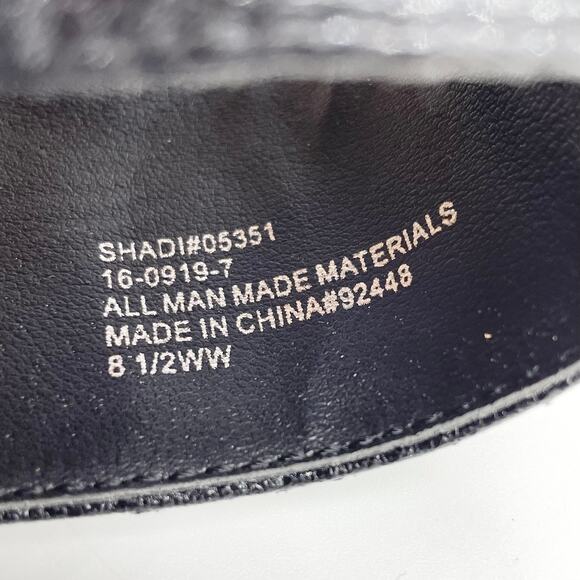 SHADI#05351
16-0919-7
ALL MAN MADE MATERIALS
MADE IN CHINA#92448
8 1/2WW